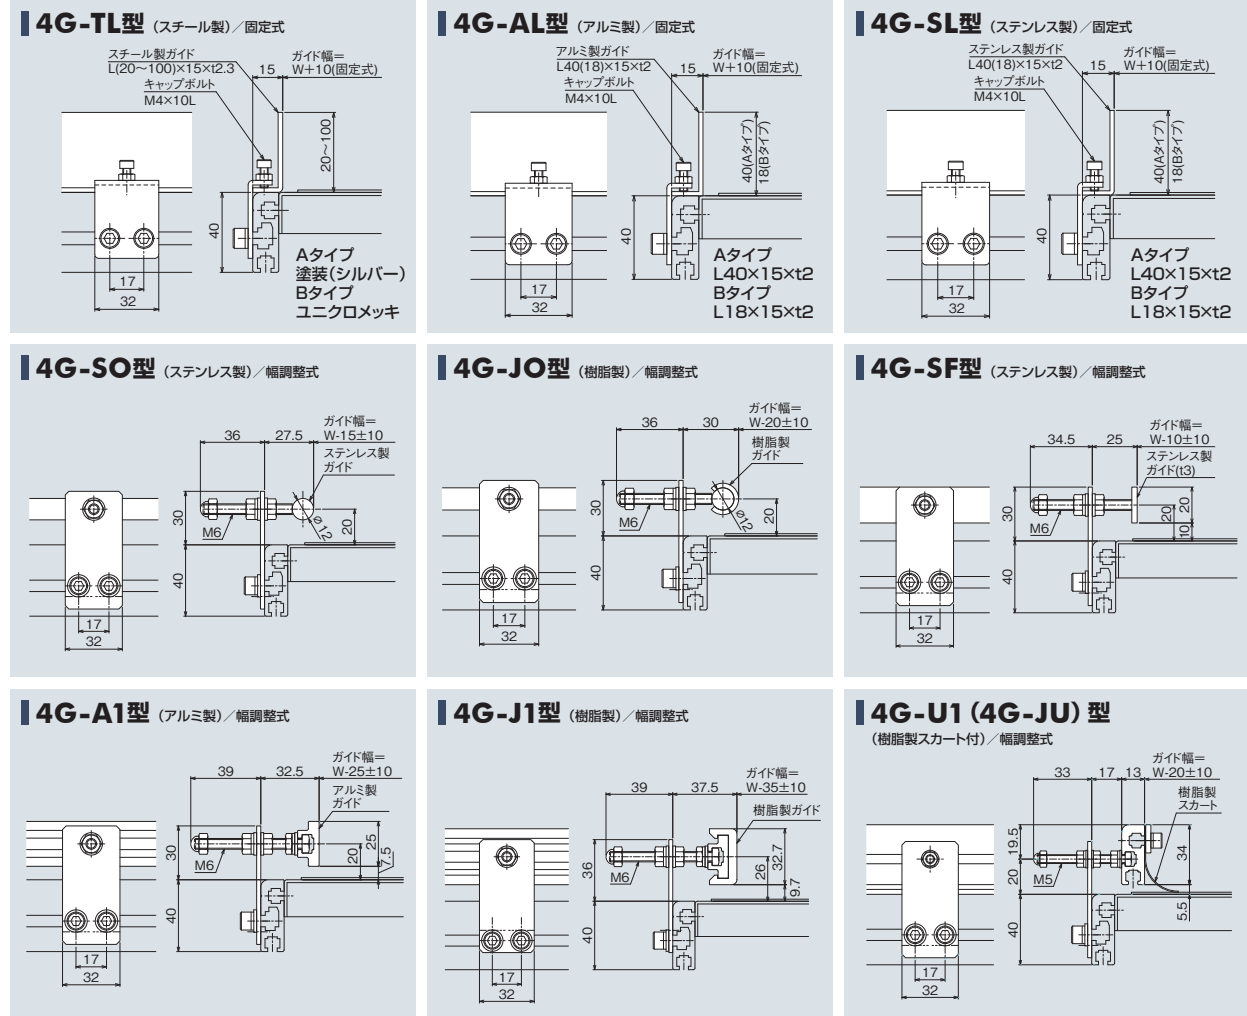 4G-TL型 (スチール製)／固定式
スチール製ガイド
L(20〜100)×15×t2.3
キャップボルト
M4×10L
15
ガイド幅＝
W+10(固定式)
20〜100
40
17
32
Aタイプ
塗装(シルバー)
Bタイプ
ユニクロメッキ
4G-AL型 (アルミ製)／固定式
アルミ製ガイド
L40(18)×15×t2
キャップボルト
M4×10L
15
ガイド幅＝
W+10(固定式)
40(Aタイプ)
18(Bタイプ)
40
17
32
Aタイプ
L40×15×t2
Bタイプ
L18×15×t2
4G-SL型 (ステンレス製)／固定式
ステンレス製ガイド
L40(18)×15×t2
キャップボルト
M4×10L
15
ガイド幅＝
W+10(固定式)
40(Aタイプ)
18(Bタイプ)
40
17
32
Aタイプ
L40×15×t2
Bタイプ
L18×15×t2
4G-SO型 (ステンレス製)／幅調整式
36
27.5
ガイド幅＝
W-15±10
ステンレス製
ガイド
30
M6
φ12
20
40
17
32
4G-JO型 (樹脂製)／幅調整式
36
30
ガイド幅＝
W-20±10
樹脂製
ガイド
30
M6
φ12
20
40
17
32
4G-SF型 (ステンレス製)／幅調整式
34.5
25
ガイド幅＝
W-10±10
ステンレス製
ガイド(t3)
30
M6
20
20
10
40
17
32
4G-A1型 (アルミ製)／幅調整式
39
32.5
ガイド幅＝
W-25±10
アルミ製
ガイド
30
M6
20
25
7.5
40
17
32
4G-J1型 (樹脂製)／幅調整式
39
37.5
ガイド幅＝
W-35±10
樹脂製ガイド
36
M6
26
32.7
9.7
40
17
32
4G-U1 (4G-JU) 型
(樹脂製スカート付)／幅調整式
33
17
13
ガイド幅＝
W-20±10
樹脂製
スカート
19.5
20
M5
34
5.5
40
17
32